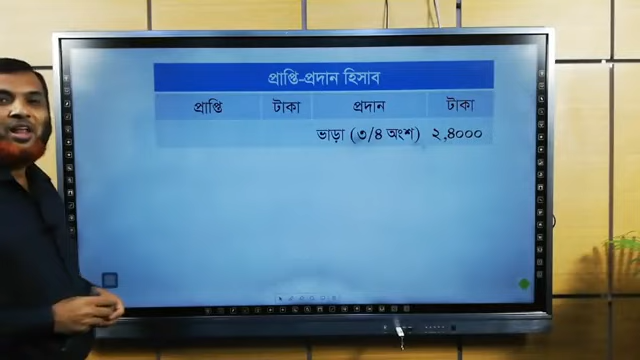 প্রাপ্তি-প্রদান হিসাব
প্রাপ্তি টাকা প্রদান টাকা
ভাড়া (৩/৪ অংশ) ২,৪০০০